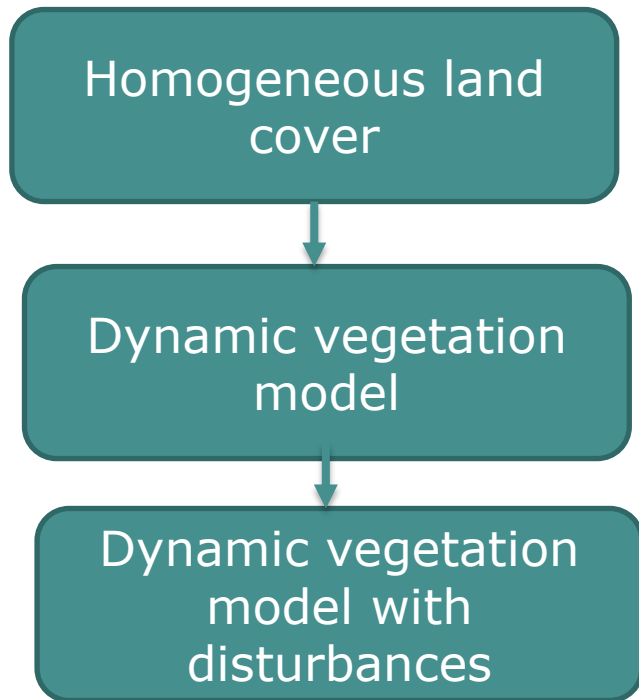 Homogeneous land
cover
Dynamic vegetation
model
Dynamic vegetation
model with
disturbances